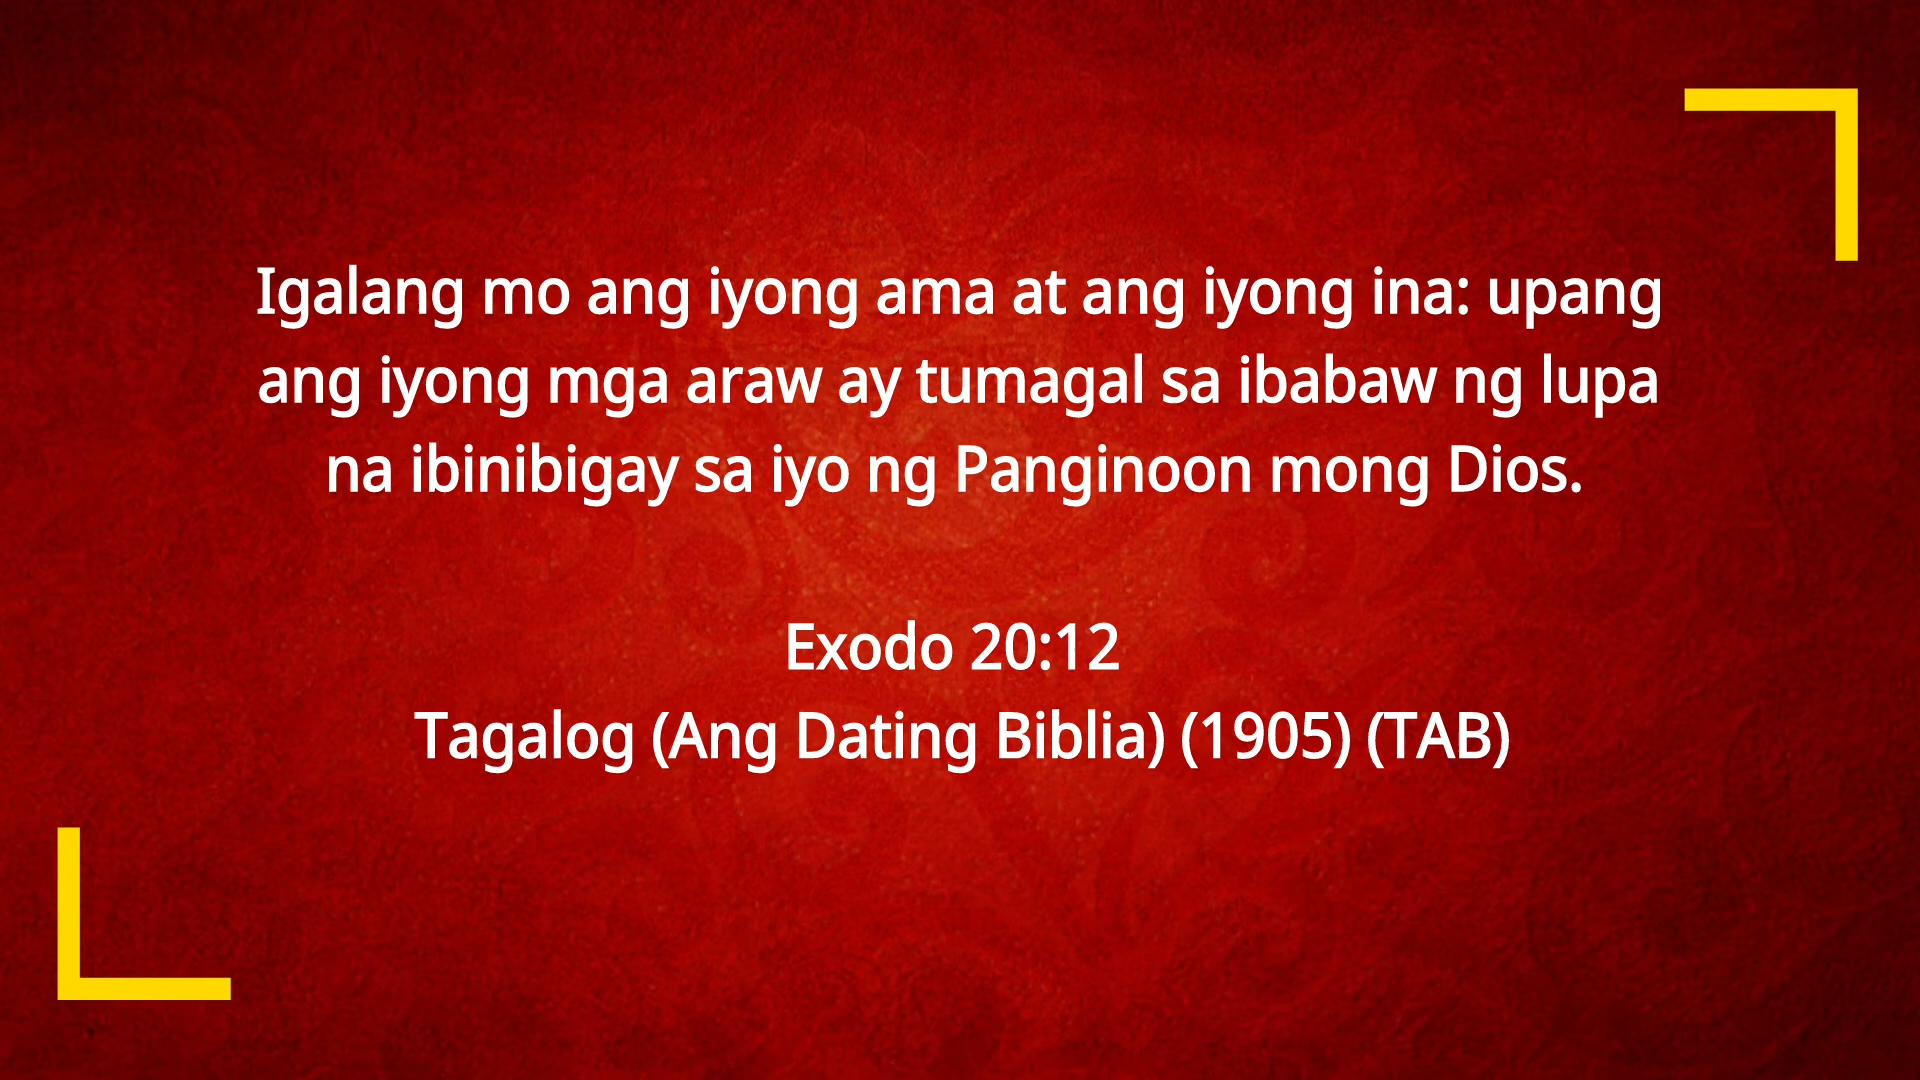 Igalang mo ang iyong ama at ang iyong ina: upang
ang iyong mga araw ay tumagal sa ibabaw ng lupa
na ibinibigay sa iyo ng Panginoon mong Dios.
Exodo 20:12
Tagalog (Ang Dating Biblia) (1905) (TAB)